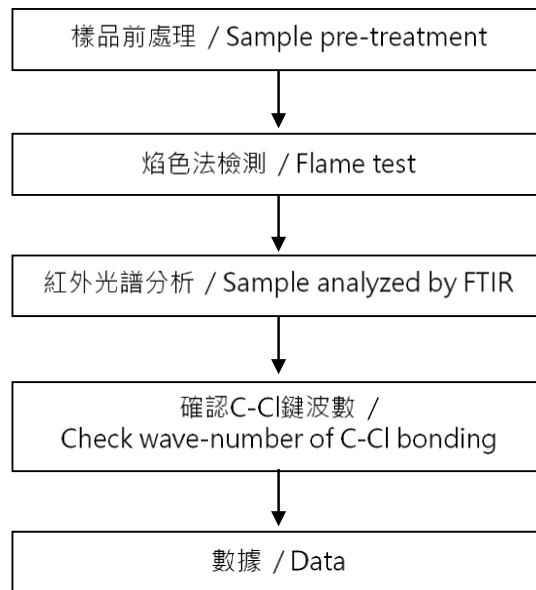 樣品前處理 / Sample pre-treatment
焰色法檢測 / Flame test
紅外光譜分析 / Sample analyzed by FTIR
確認C-Cl鍵波數 /
Check wave-number of C-Cl bonding
數據 / Data